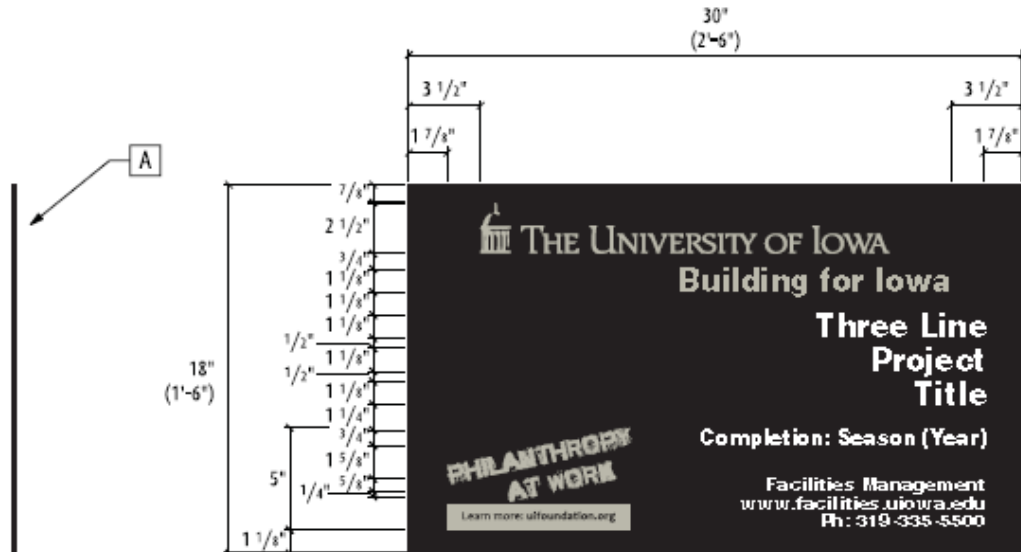 30"
(2'-6")
3 1/2"
3 1/2"
1 7/8"
1 7/8"
A
7/8"
2 1/2"
3/4"
1 1/8"
1 1/8"
1 1/8"
1/2"
1 1/8"
1/2"
1 1/8"
1 1/4"
3/4"
1 5/8"
5/8"
1/4"
18"
(1'-6")
5"
1 1/8"
THE UNIVERSITY OF IOWA
Building for Iowa
Three Line
Project
Title
Completion: Season (Year)
PHILANTHROPY
AT WORK
Learn more: uifoundation.org
Facilities Management
www.facilities.uiowa.edu
Ph: 319-335-5500